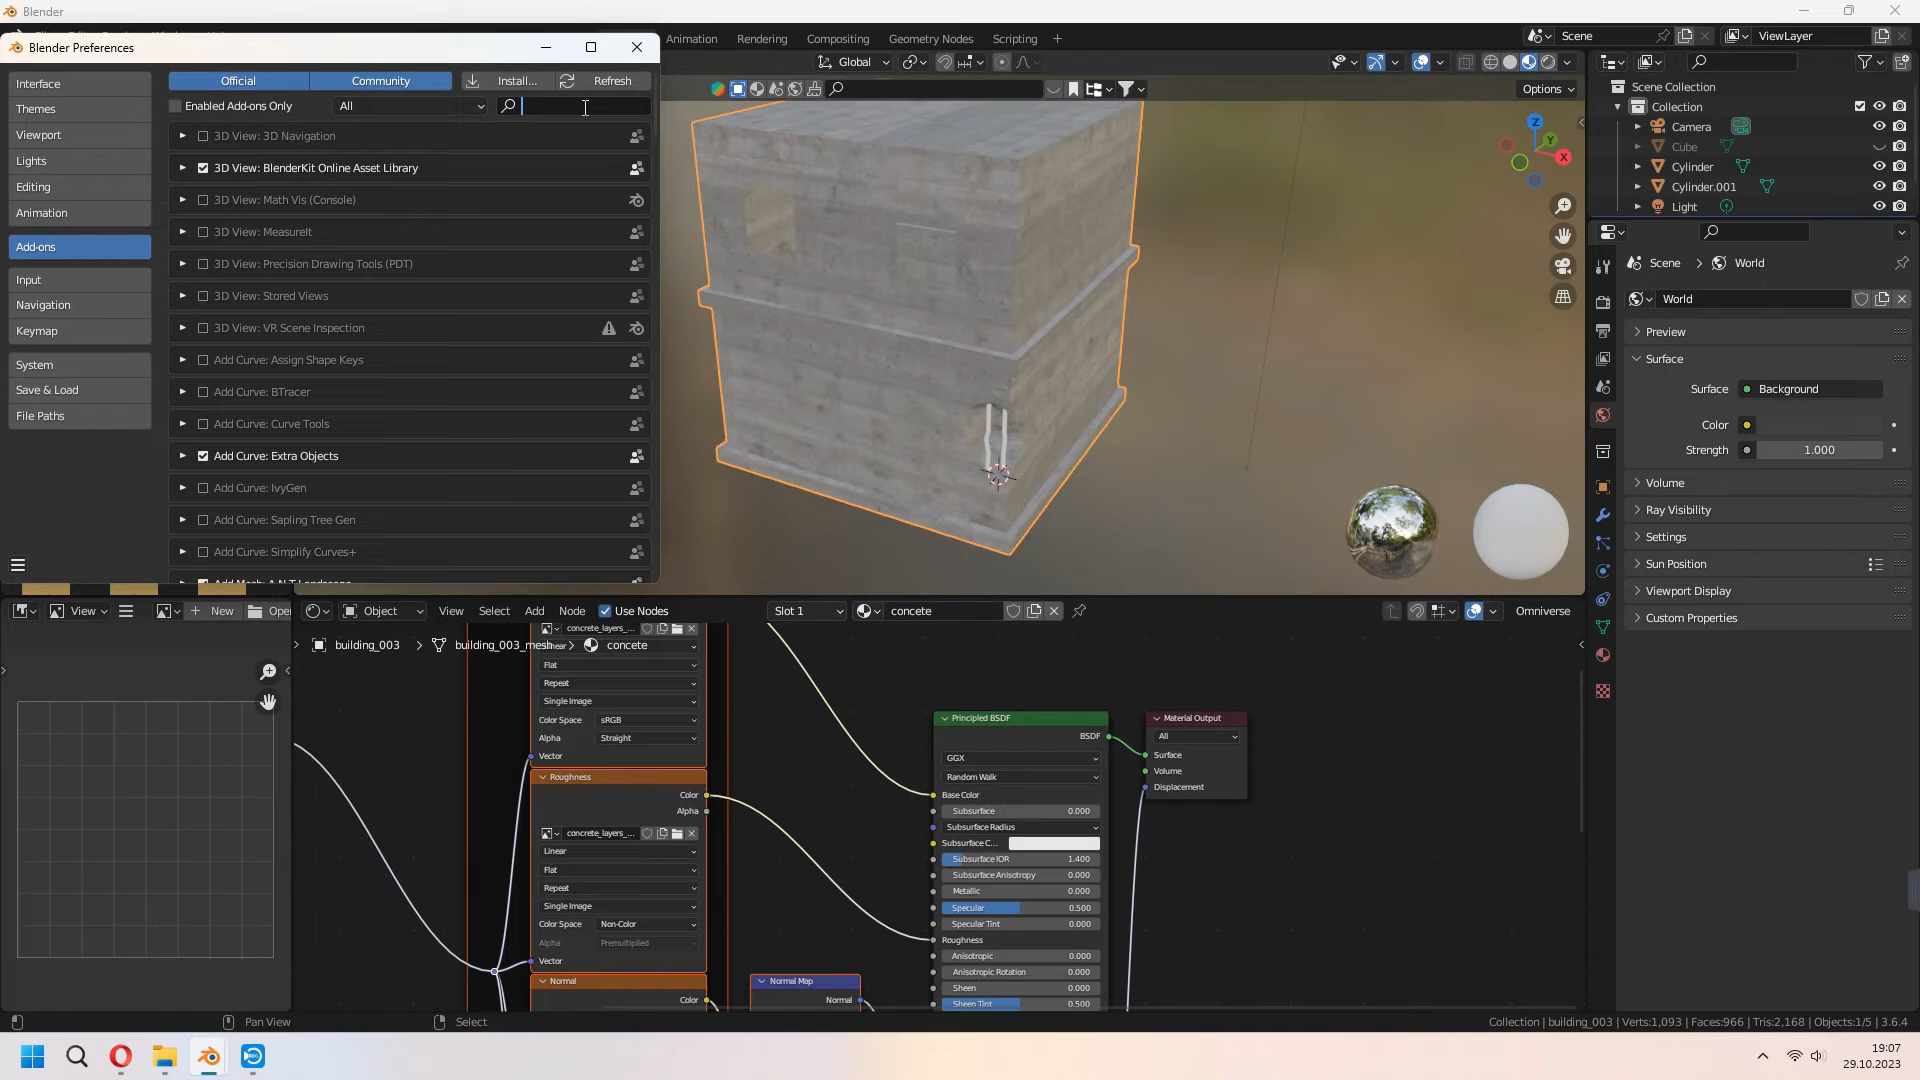 Blender
Blender Preferences
Animation
Rendering
Compositing
Geometry Nodes
Scripting
Scene
ViewLayer
Interface
Themes
Viewport
Lights
Editing
Animation
Add-ons
Input
Navigation
Keymap
System
Save & Load
File Paths
Official
Community
Install...
Refresh
Enabled Add-ons Only
All
3D View: 3D Navigation
3D View: BlenderKit Online Asset Library
3D View: Math Vis (Console)
3D View: MeasureIt
3D View: Precision Drawing Tools (PDT)
3D View: Stored Views
3D View: VR Scene Inspection
Add Curve: Assign Shape Keys
Add Curve: BTracer
Add Curve: Curve Tools
Add Curve: Extra Objects
Add Curve: IvyGen
Add Curve: Sapling Tree Gen
Add Curve: Simplify Curves+
Add Mesh: A.N.T.Landscape
Global
Options
Z
Y
X
Scene Collection
Collection
Camera
Cube
Cylinder
Cylinder.001
Light
Scene
World
World
Preview
Surface
Surface
Background
Color
Strength
1.000
Volume
Ray Visibility
Settings
Sun Position
Viewport Display
Custom Properties
View
New
Open
Object
View
Select
Add
Node
Use Nodes
Slot 1
concete
Omniverse
building_003
building_003_mesh
concete
concrete_layers_...
Linear
Flat
Repeat
Single Image
Color Space
sRGB
Alpha
Straight
Vector
Roughness
Color
Alpha
concrete_layers_...
Linear
Flat
Repeat
Single Image
Color Space
Non-Color
Alpha
Premultiplied
Vector
Normal
Color
Normal Map
Normal
Principled BSDF
BSDF
GGX
Random Walk
Base Color
Subsurface
0.000
Subsurface Radius
Subsurface C...
Subsurface IOR
1.400
Subsurface Anisotropy
0.000
Metallic
0.000
Specular
0.500
Specular Tint
0.000
Roughness
Anisotropic
0.000
Anisotropic Rotation
0.000
Sheen
0.000
Sheen Tint
0.500
Material Output
All
Surface
Volume
Displacement
Pan View
Select
Collection | building_003 | Verts:1,093 | Faces:966 | Tris:2,168 | Objects:1/5 | 3.6.4
19:07
29.10.2023